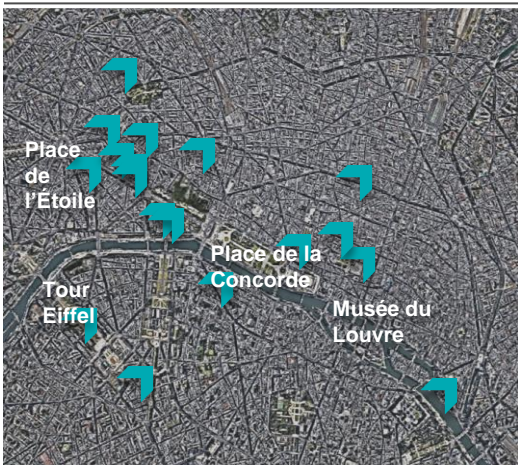 Place
de
l'Étoile
Place de la
Concorde
Tour
Eiffel
Musée du
Louvre